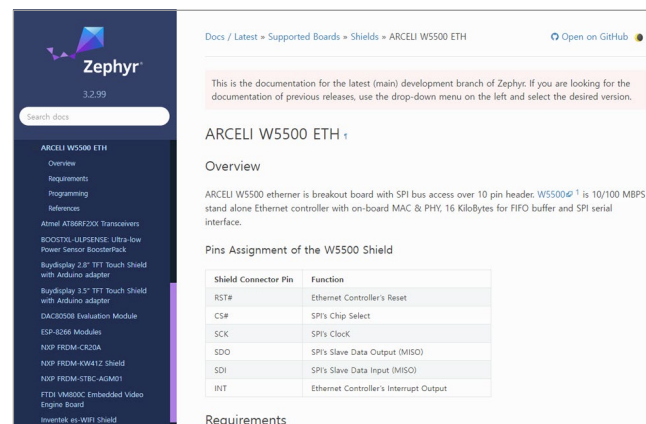 Zephyr
3.2.99
Search docs
ARCELI W5500 ETH
Overview
Requirements
Programming
References
Atmel AT86RF2XX Transceivers
BOOSTXL-ULPSENSE: Ultra-low
Power Sensor BoosterPack
Buydisplay 2.8" TFT Touch Shield
with Arduino adapter
Buydisplay 3.5" TFT Touch Shield
with Arduino adapter
DAC80508 Evaluation Module
ESP-8266 Modules
NXP FRDM-CR20A
NXP FRDM-KW41Z Shield
NXP FRDM-STBC-AGM01
FTDI VM800C Embedded Video
Engine Board
Inventek es-WIFI Shield
Docs / Latest » Supported Boards » Shields » ARCELI W5500 ETH
Open on GitHub
This is the documentation for the latest (main) development branch of Zephyr. If you are looking for the
documentation of previous releases, use the drop-down menu on the left and select the desired version.
ARCELI W5500 ETH 1
Overview
ARCELI W5500 etherner is breakout board with SPI bus access over 10 pin header. W5500 1 is 10/100 MBPS
stand alone Ethernet controller with on-board MAC & PHY, 16 KiloBytes for FIFO buffer and SPI serial
interface.
Pins Assignment of the W5500 Shield
Shield Connector Pin Function
RST# Ethernet Controller's Reset
CS# SPI's Chip Select
SCK SPI's ClocK
SDO SPI's Slave Data Output (MISO)
SDI SPI's Slave Data Input (MISO)
INT Ethernet Controller's Interrupt Output
Requirements